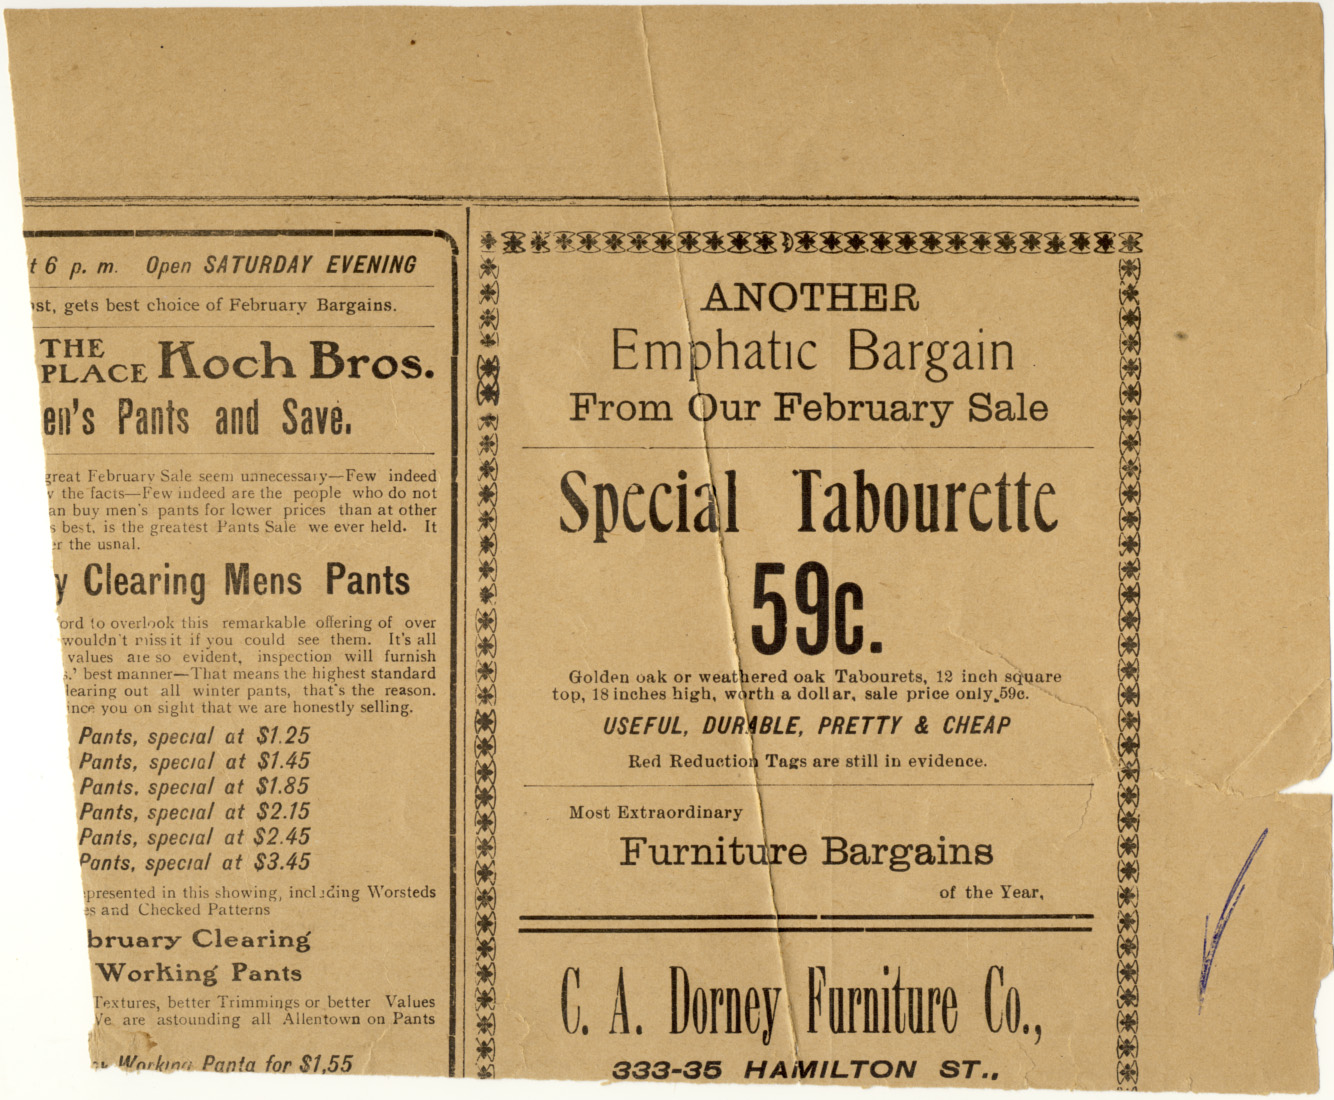 6 p. m. Open SATURDAY EVENING
gets best choice of February Bargains.
THE PLACE Koch Bros.
Pants and Save.
great February Sale seem unnecessary—Few indeed
the facts—Few indeed are the people who do not
buy men's pants for lower prices than at other
best, is the greatest Pants Sale we ever held. It
the usnal.
Clearing Mens Pants
to overlook this remarkable offering of over
wouldn't miss it if you could see them. It's all
values are so evident, inspection will furnish
best manner—That means the highest standard
out all winter pants, that's the reason.
you on sight that we are honestly selling.
Pants, special at $1.25
Pants, special at $1.45
Pants, special at $1.85
Pants, special at $2.15
Pants, special at $2.45
Pants, special at $3.45
in this showing, including Worsteds
and Checked Patterns
Clearing
Working Pants
Textures, better Trimmings or better Values
We are astounding all Allentown on Pants
Working Panta for $1,55
ANOTHER
Emphatic Bargain
From Our February Sale
Special Tabourette
59c.
Golden oak or weathered oak Tabourets, 12 inch square
top, 18 inches high, worth a dollar, sale price only 59c.
USEFUL, DURABLE, PRETTY & CHEAP
Red Reduction Tags are still in evidence.
Most Extraordinary
Furniture Bargains
of the Year,
C. A. Dorney Furniture Co.,
333-35 HAMILTON ST.,